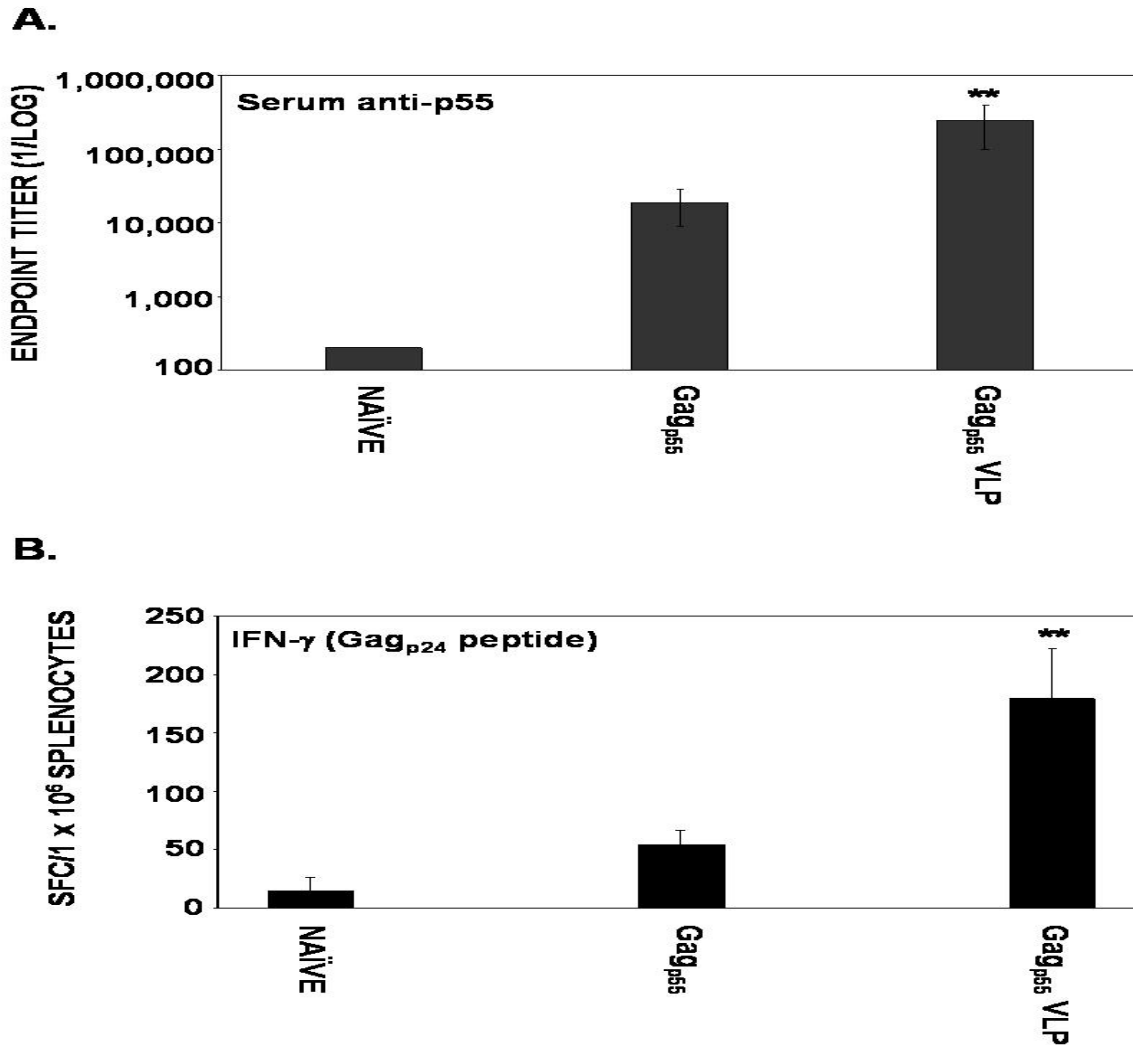 A.
ENDPOINT TITER (1/LOG)
1,000,000
100,000
10,000
1,000
100
Serum anti-p55
**
NAÏVE
Gagp55
Gagp55 VLP
B.
SFC/1 x 10⁶ SPLENOCYTES
250
200
150
100
50
0
IFN-γ (Gagp24 peptide)
**
NAÏVE
Gagp55
Gagp55 VLP